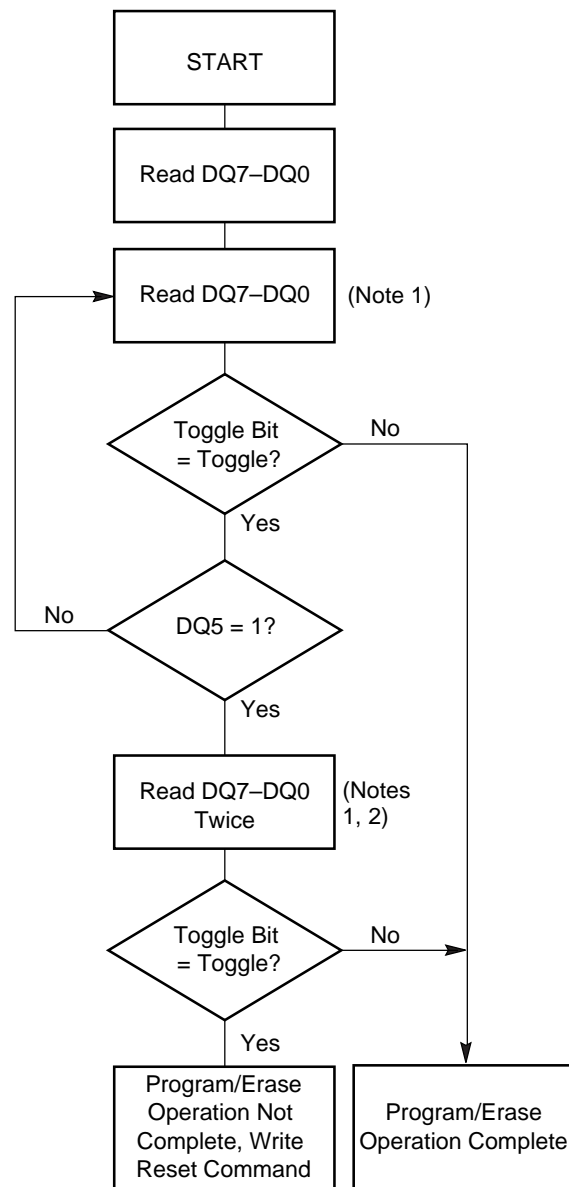 START
Read DQ7–DQ0
Read DQ7–DQ0
(Note 1)
Toggle Bit
= Toggle?
No
Yes
No
DQ5 = 1?
Yes
Read DQ7–DQ0
Twice
(Notes
1, 2)
Toggle Bit
= Toggle?
No
Yes
Program/Erase
Operation Not
Complete, Write
Reset Command
Program/Erase
Operation Complete